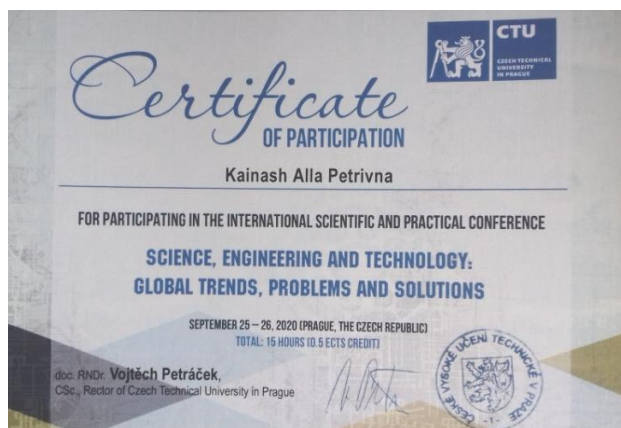 CTU
CZECH TECHNICAL
UNIVERSITY
IN PRAGUE
Certificate
OF PARTICIPATION
Kainash Alla Petrivna
FOR PARTICIPATING IN THE INTERNATIONAL SCIENTIFIC AND PRACTICAL CONFERENCE
SCIENCE, ENGINEERING AND TECHNOLOGY:
GLOBAL TRENDS, PROBLEMS AND SOLUTIONS
SEPTEMBER 25 – 26, 2020 (PRAGUE, THE CZECH REPUBLIC)
TOTAL: 15 HOURS (0.5 ECTS CREDIT)
doc. RNDr. Vojtěch Petráček,
CSc., Rector of Czech Technical University in Prague
ČESKÉ VYSOKÉ UČENÍ TECHNICKÉ V PRAZE
-1-